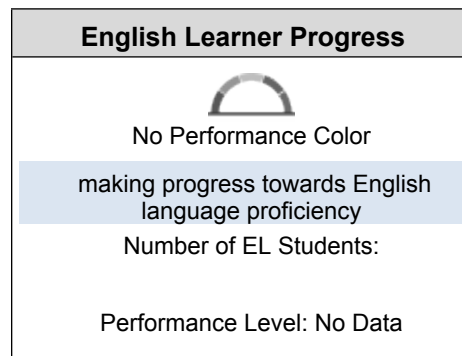 English Learner Progress
No Performance Color
making progress towards English
language proficiency
Number of EL Students:
Performance Level: No Data